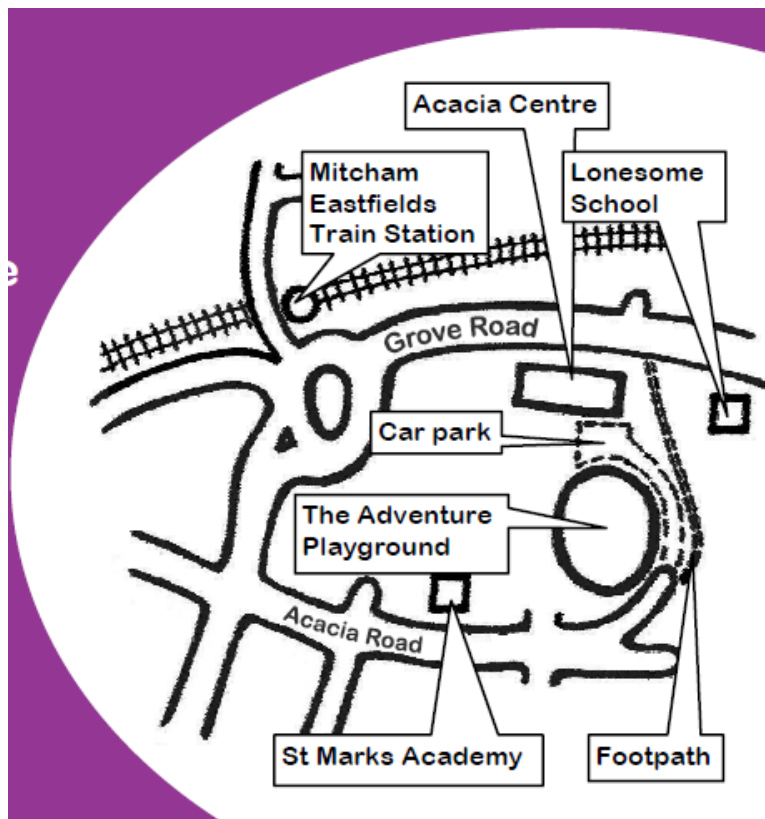 Acacia Centre
Mitcham
Eastfields
Train Station
Lonesome
School
e
Grove Road
Car park
The Adventure
Playground
Acacia Road
St Marks Academy
Footpath